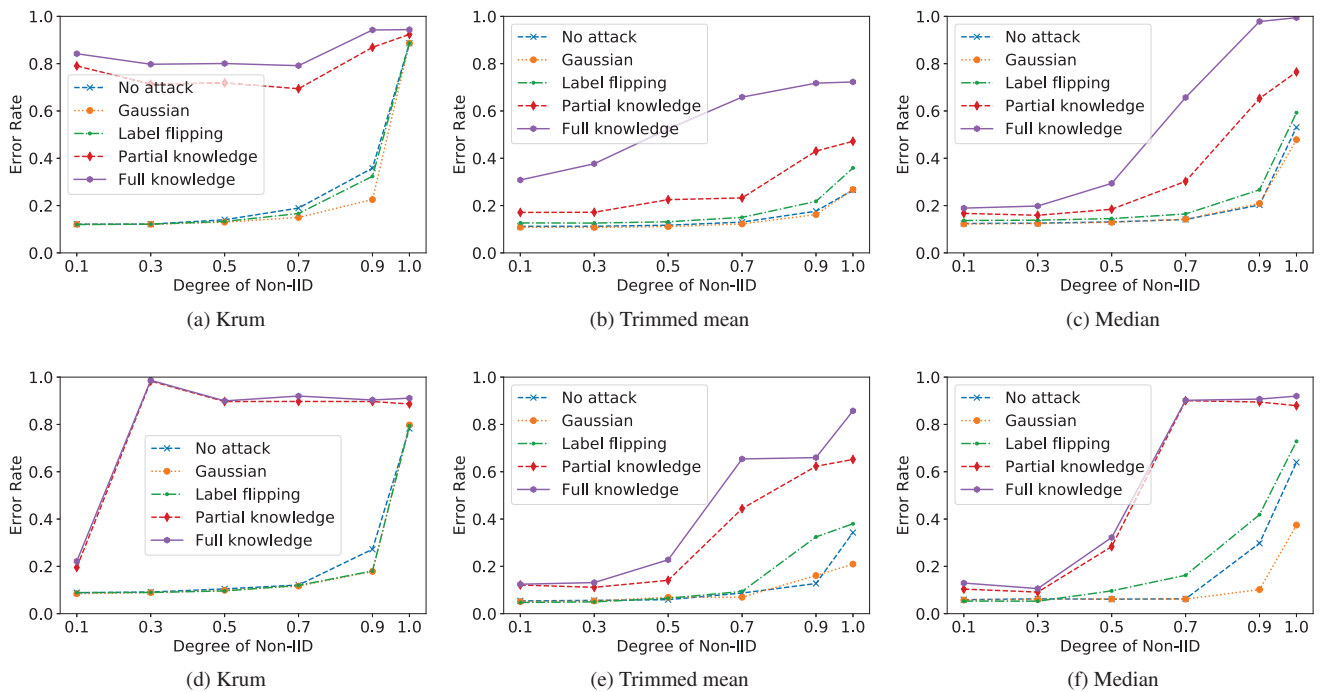 1.0
0.8
0.6
0.4
0.2
0.0
Error Rate
No attack
Gaussian
Label flipping
Partial knowledge
Full knowledge
0.1 0.3 0.5 0.7 0.9 1.0
Degree of Non-IID
(a) Krum
1.0
0.8
0.6
0.4
0.2
0.0
Error Rate
No attack
Gaussian
Label flipping
Partial knowledge
Full knowledge
0.1 0.3 0.5 0.7 0.9 1.0
Degree of Non-IID
(b) Trimmed mean
1.0
0.8
0.6
0.4
0.2
0.0
Error Rate
No attack
Gaussian
Label flipping
Partial knowledge
Full knowledge
0.1 0.3 0.5 0.7 0.9 1.0
Degree of Non-IID
(c) Median
1.0
0.8
0.6
0.4
0.2
0.0
Error Rate
No attack
Gaussian
Label flipping
Partial knowledge
Full knowledge
0.1 0.3 0.5 0.7 0.9 1.0
Degree of Non-IID
(d) Krum
1.0
0.8
0.6
0.4
0.2
0.0
Error Rate
No attack
Gaussian
Label flipping
Partial knowledge
Full knowledge
0.1 0.3 0.5 0.7 0.9 1.0
Degree of Non-IID
(e) Trimmed mean
1.0
0.8
0.6
0.4
0.2
0.0
Error Rate
No attack
Gaussian
Label flipping
Partial knowledge
Full knowledge
0.1 0.3 0.5 0.7 0.9 1.0
Degree of Non-IID
(f) Median